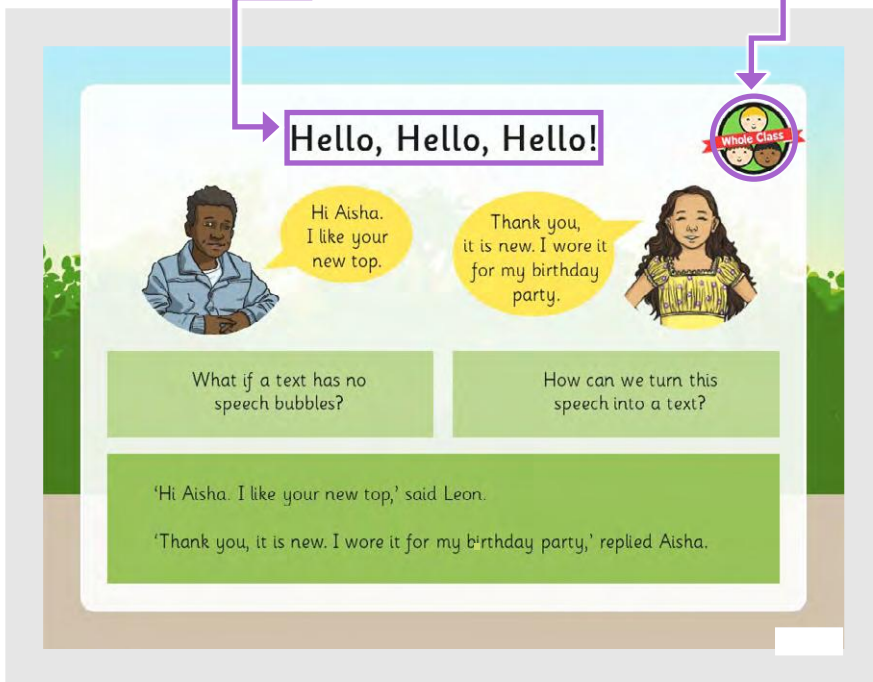 Hello, Hello, Hello!
Whole Class
Hi Aisha.
I like your
new top.
Thank you,
it is new. I wore it
for my birthday
party.
What if a text has no
speech bubbles?
How can we turn this
speech into a text?
‘Hi Aisha. I like your new top,’ said Leon.
‘Thank you, it is new. I wore it for my birthday party,’ replied Aisha.